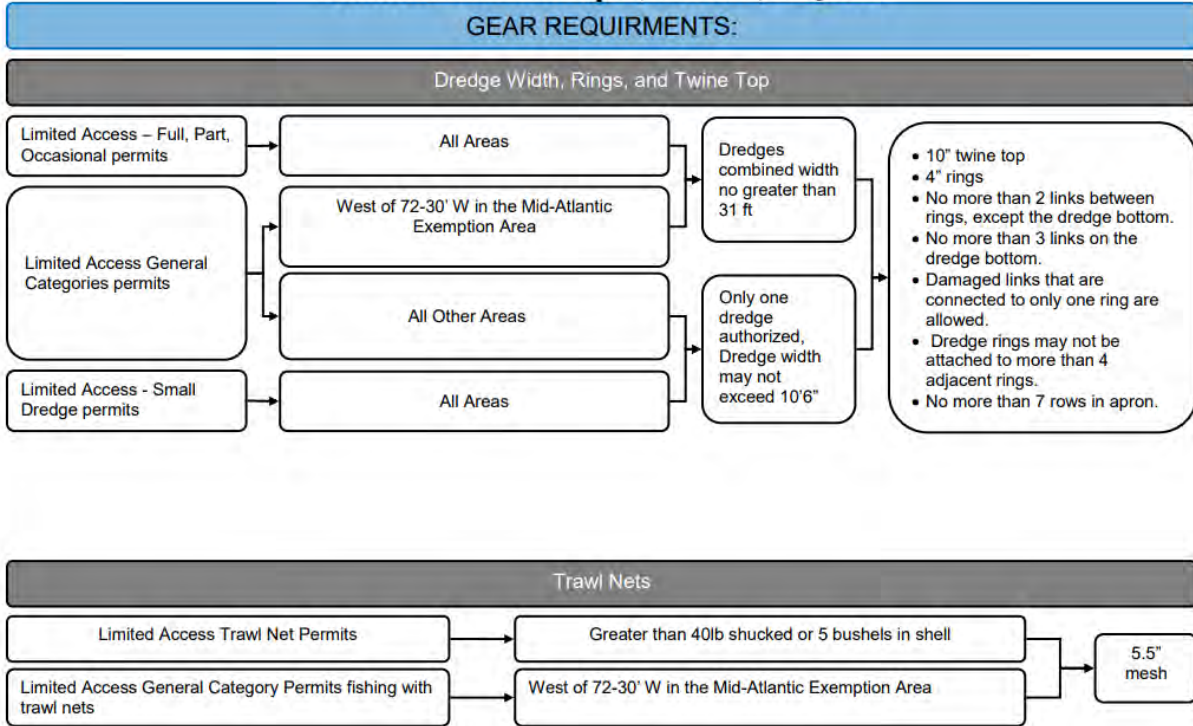 GEAR REQUIRMENTS:
Dredge Width, Rings, and Twine Top
Limited Access – Full, Part,
Occasional permits
All Areas
Limited Access General
Categories permits
West of 72-30’ W in the Mid-Atlantic
Exemption Area
All Other Areas
Limited Access - Small
Dredge permits
All Areas
Dredges
combined width
no greater than
31 ft
Only one
dredge
authorized,
Dredge width
may not
exceed 10’6”
• 10” twine top
• 4” rings
• No more than 2 links between
rings, except the dredge bottom.
• No more than 3 links on the
dredge bottom.
• Damaged links that are
connected to only one ring are
allowed.
• Dredge rings may not be
attached to more than 4
adjacent rings.
• No more than 7 rows in apron.
Trawl Nets
Limited Access Trawl Net Permits
Greater than 40lb shucked or 5 bushels in shell
Limited Access General Category Permits fishing with
trawl nets
West of 72-30’ W in the Mid-Atlantic Exemption Area
5.5”
mesh